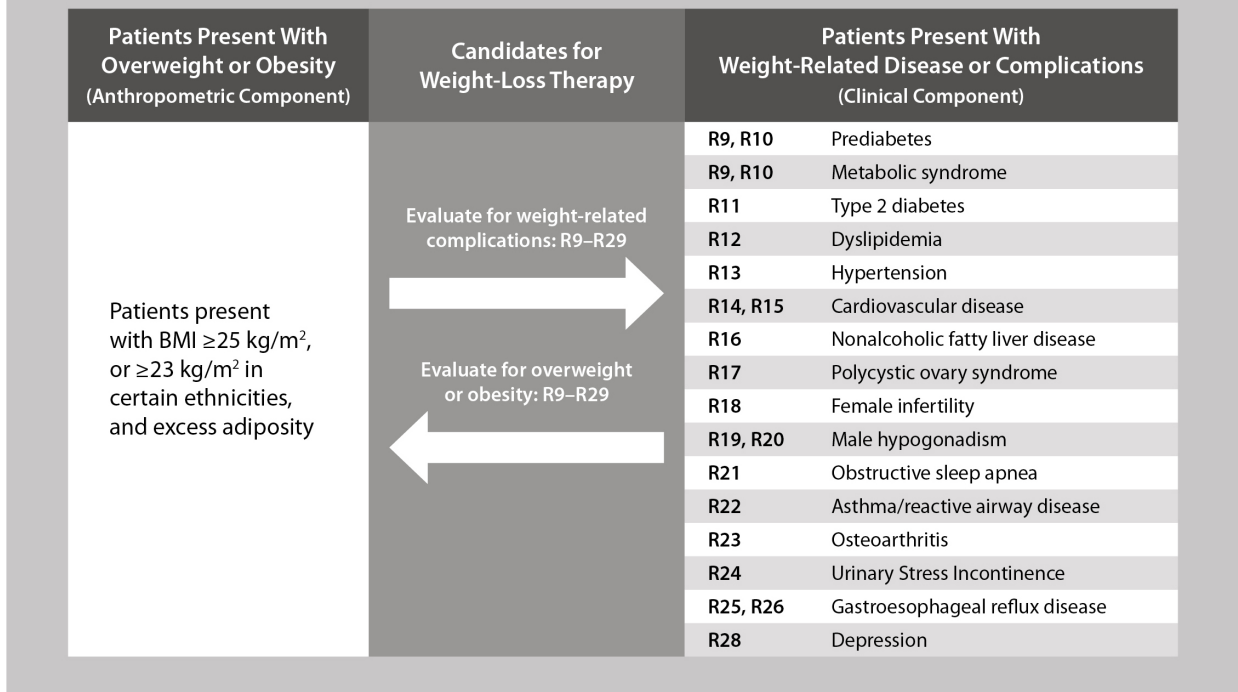 Patients Present With
Overweight or Obesity
(Anthropometric Component)
Candidates for
Weight-Loss Therapy
Patients Present With
Weight-Related Disease or Complications
(Clinical Component)
Patients present
with BMI ≥25 kg/m²,
or ≥23 kg/m² in
certain ethnicities,
and excess adiposity
Evaluate for weight-related
complications: R9–R29
Evaluate for overweight
or obesity: R9–R29
R9, R10 Prediabetes
R9, R10 Metabolic syndrome
R11 Type 2 diabetes
R12 Dyslipidemia
R13 Hypertension
R14, R15 Cardiovascular disease
R16 Nonalcoholic fatty liver disease
R17 Polycystic ovary syndrome
R18 Female infertility
R19, R20 Male hypogonadism
R21 Obstructive sleep apnea
R22 Asthma/reactive airway disease
R23 Osteoarthritis
R24 Urinary Stress Incontinence
R25, R26 Gastroesophageal reflux disease
R28 Depression